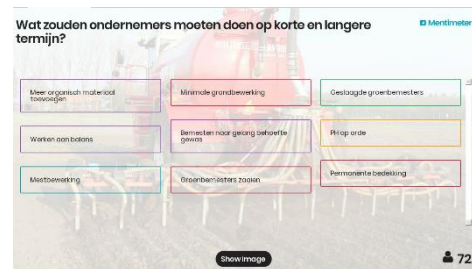 Wat zouden ondernemers moeten doen op korte en langere
termijn?
Mentimeter
Meer organisch materiaal
toevoegen
Minimale grondbewerking
Geslaagde groenbemesters
Werken aan balans
Bemesten naar gelang behoefte
gewas
PH op orde
Mestbewerking
Groenbemesters zaaien
Permanente bedekking
Show image
72